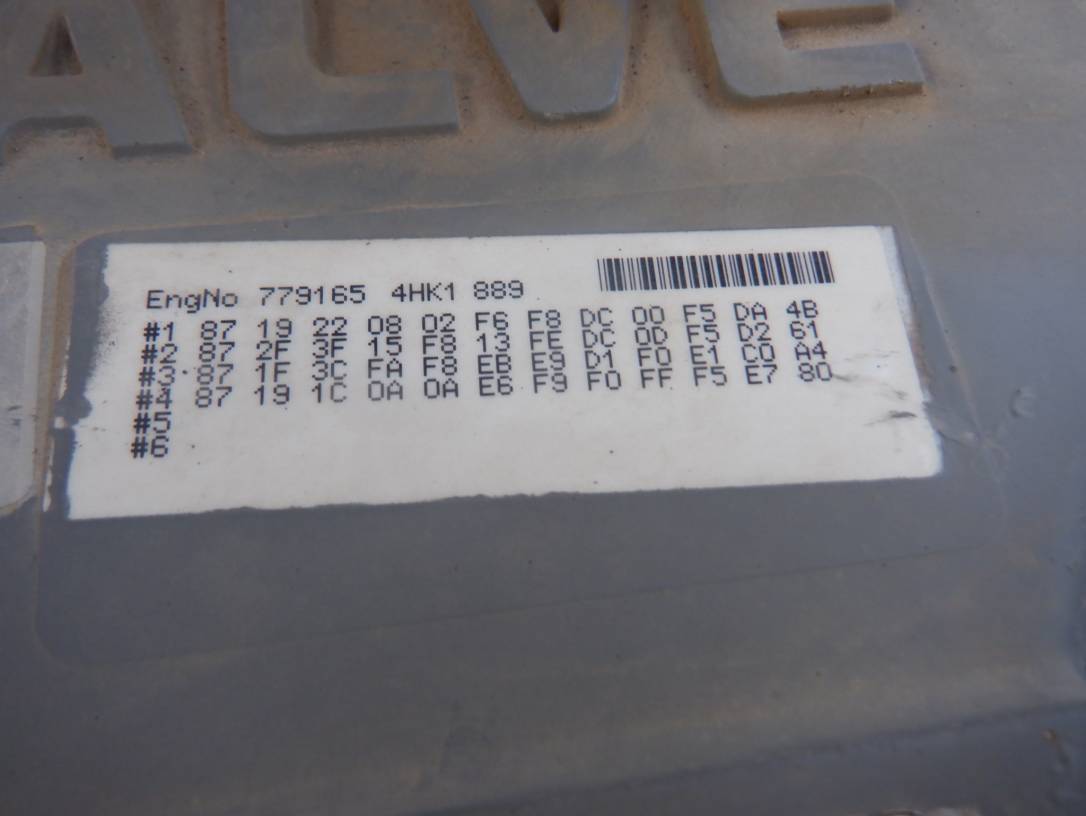 ALVE
EngNo 779165 4HK1 889
#1 87 19 22 08 02 F6 F8 DC 00 F5 DA 4B
#2 87 2F 3F 15 F8 13 FE DC 0D F5 D2 61
#3 87 1F 3C FA F8 EB E9 D1 F0 E1 C0 A4
#4 87 19 1C 0A 0A E6 F9 F0 FF F5 E7 80
#5
#6